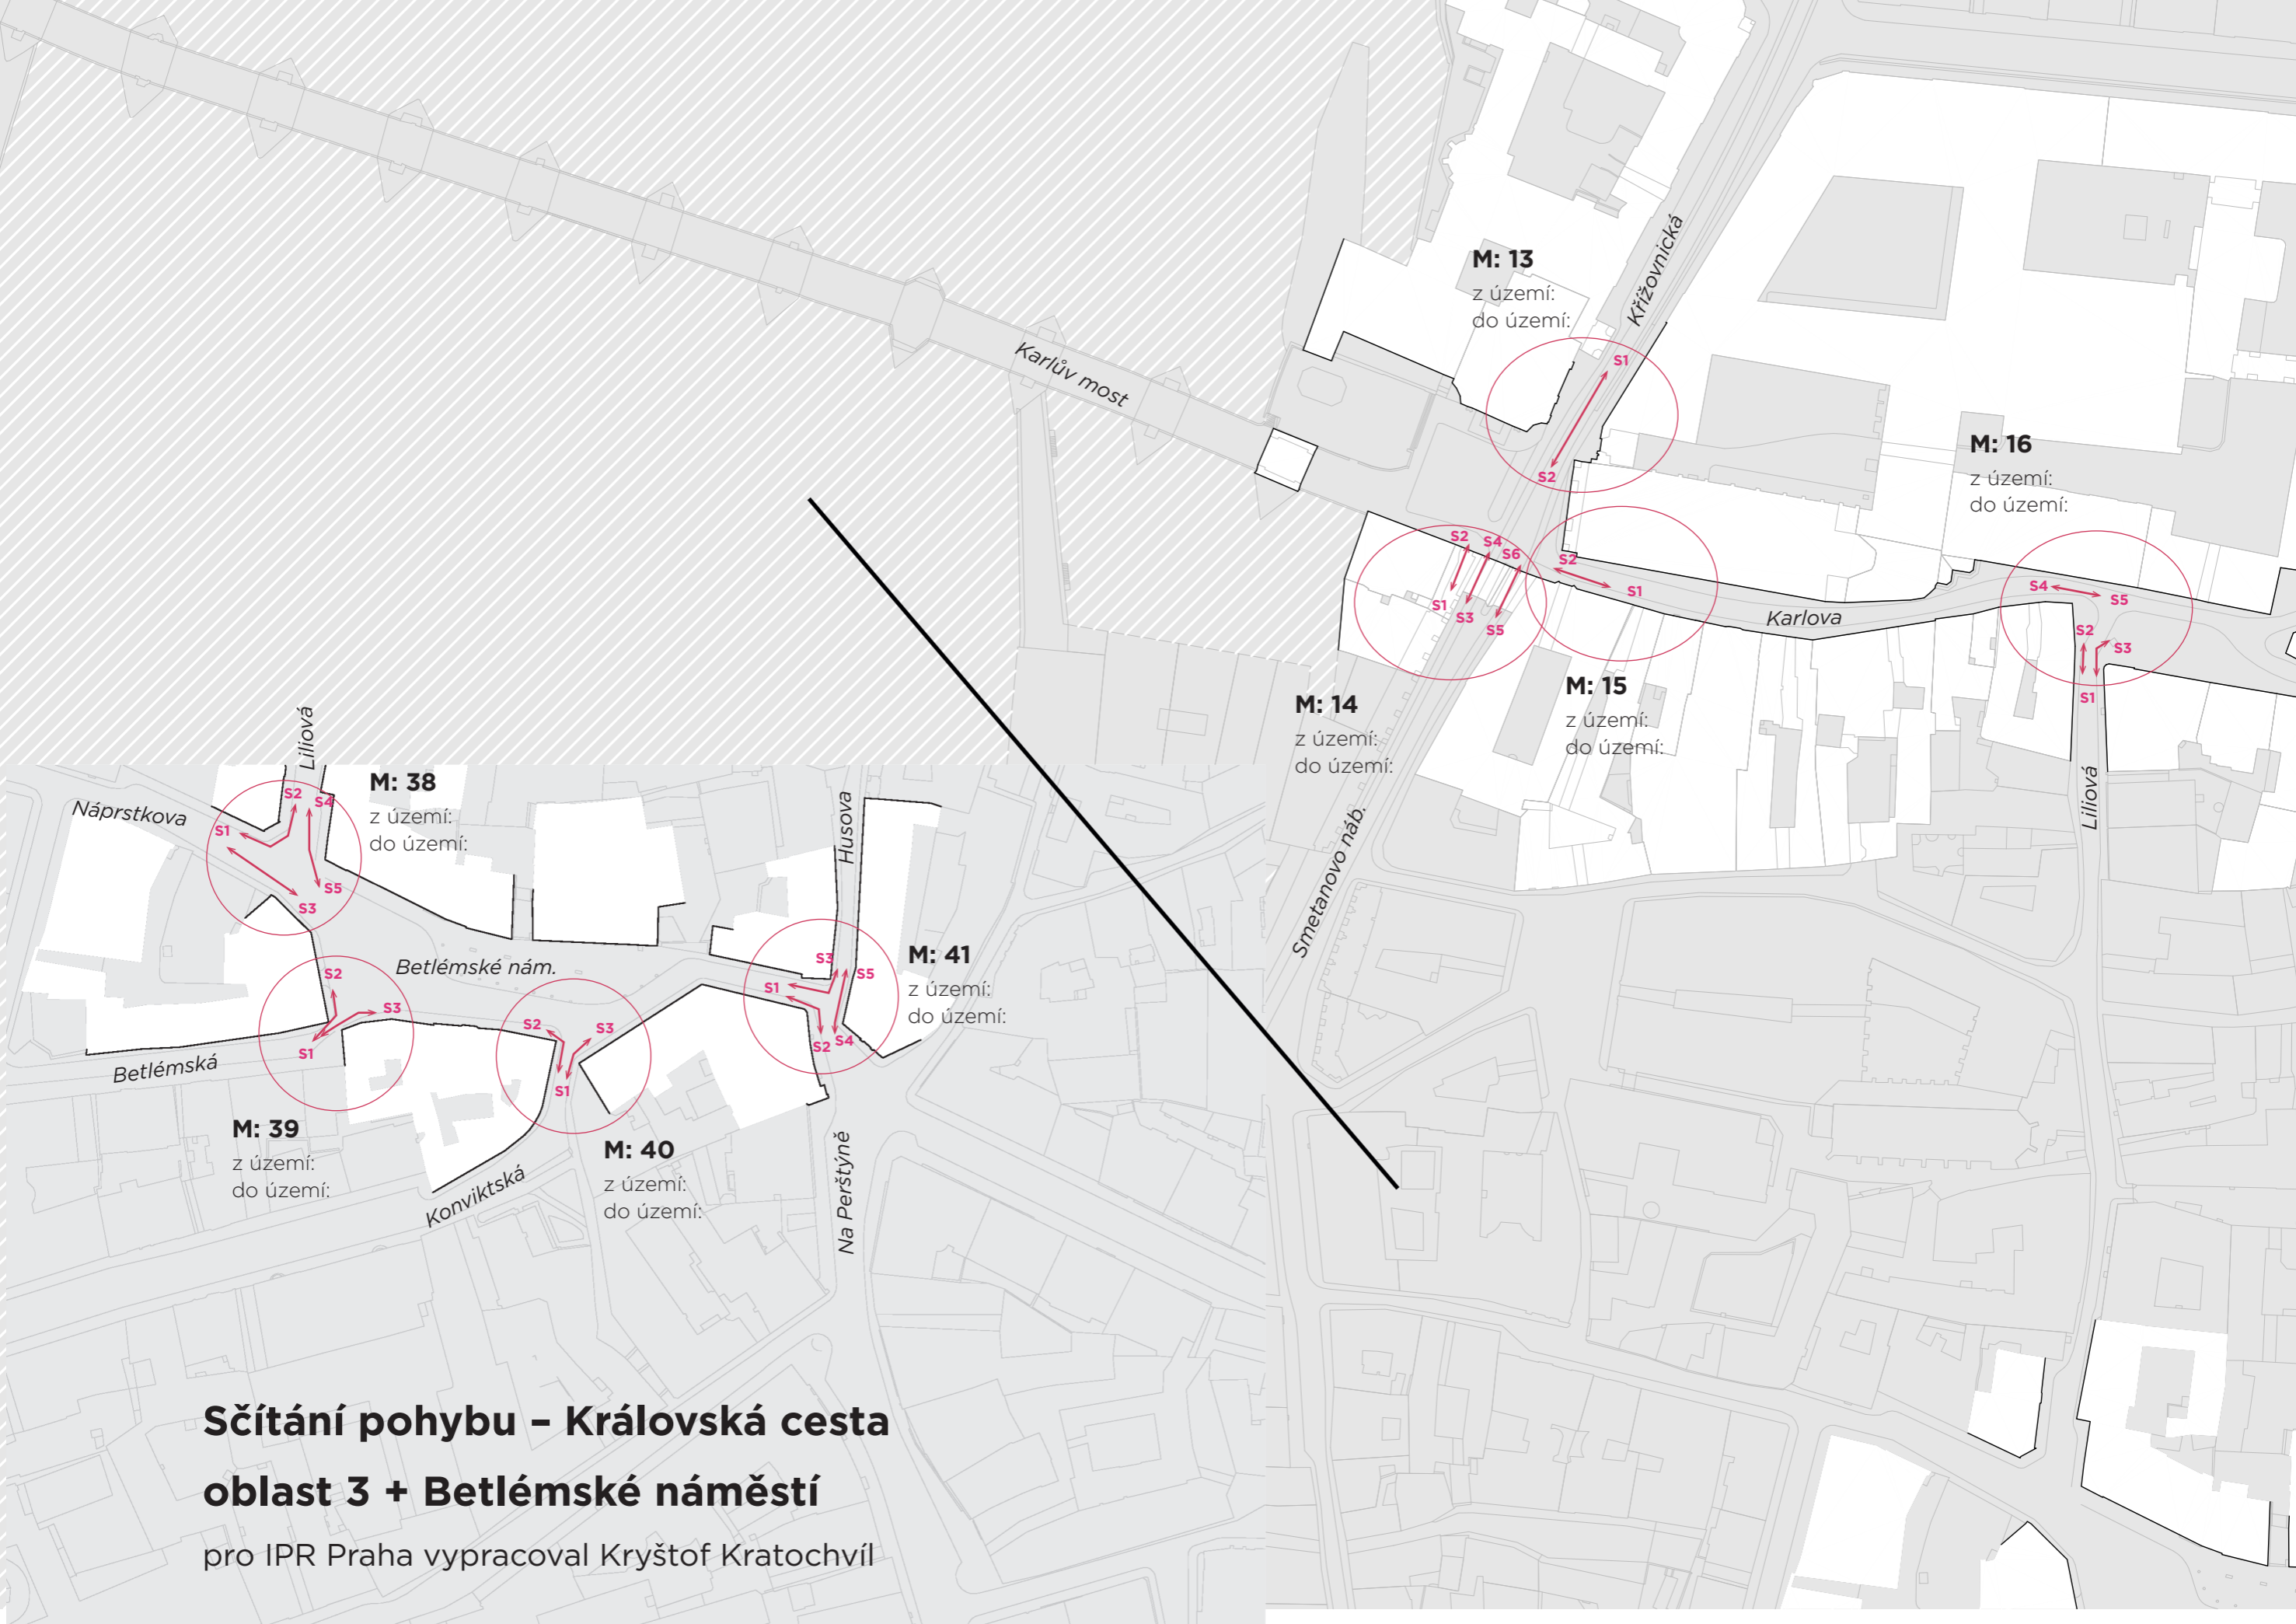 Karlův most
Křižovnická
M: 13
z území:
do území:
S1
S2
M: 16
z území:
do území:
S4
S5
S2
S3
S1
S2
S4
S6
S1
S3
S5
S2
S1
Karlova
M: 14
z území:
do území:
M: 15
z území:
do území:
Smetanovo náb.
Liliová
Liliová
Náprstkova
M: 38
z území:
do území:
S2
S4
S1
S5
S3
Husova
Betlémské nám.
M: 41
z území:
do území:
S3
S5
S1
S2
S4
S2
S3
S1
Betlémská
M: 39
z území:
do území:
S2
S3
S1
M: 40
z území:
do území:
Konviktská
Na Perštýně
Sčítání pohybu – Královská cesta
oblast 3 + Betlémské náměstí
pro IPR Praha vypracoval Kryštof Kratochvíl